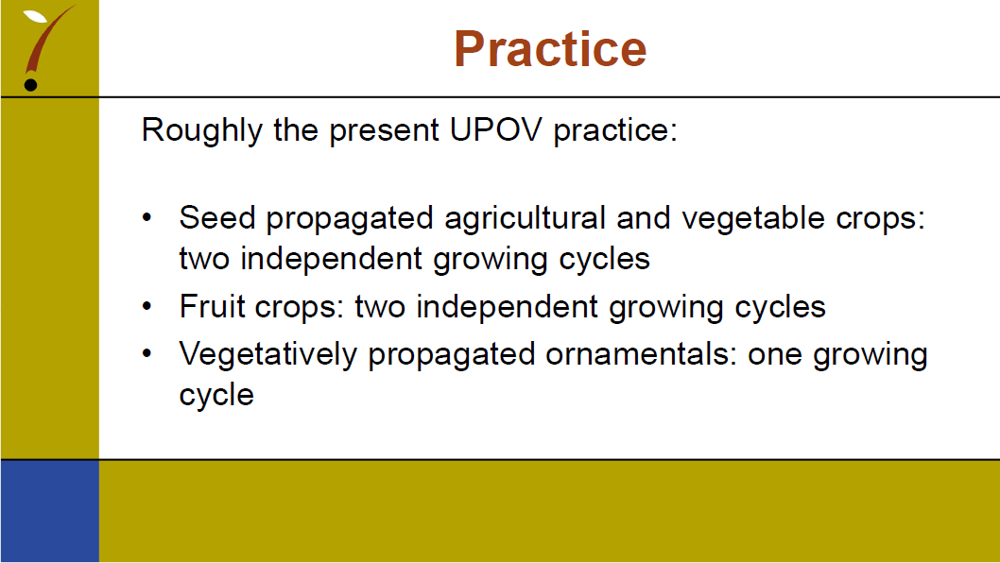 Practice
Roughly the present UPOV practice:
• Seed propagated agricultural and vegetable crops:
two independent growing cycles
• Fruit crops: two independent growing cycles
• Vegetatively propagated ornamentals: one growing
cycle